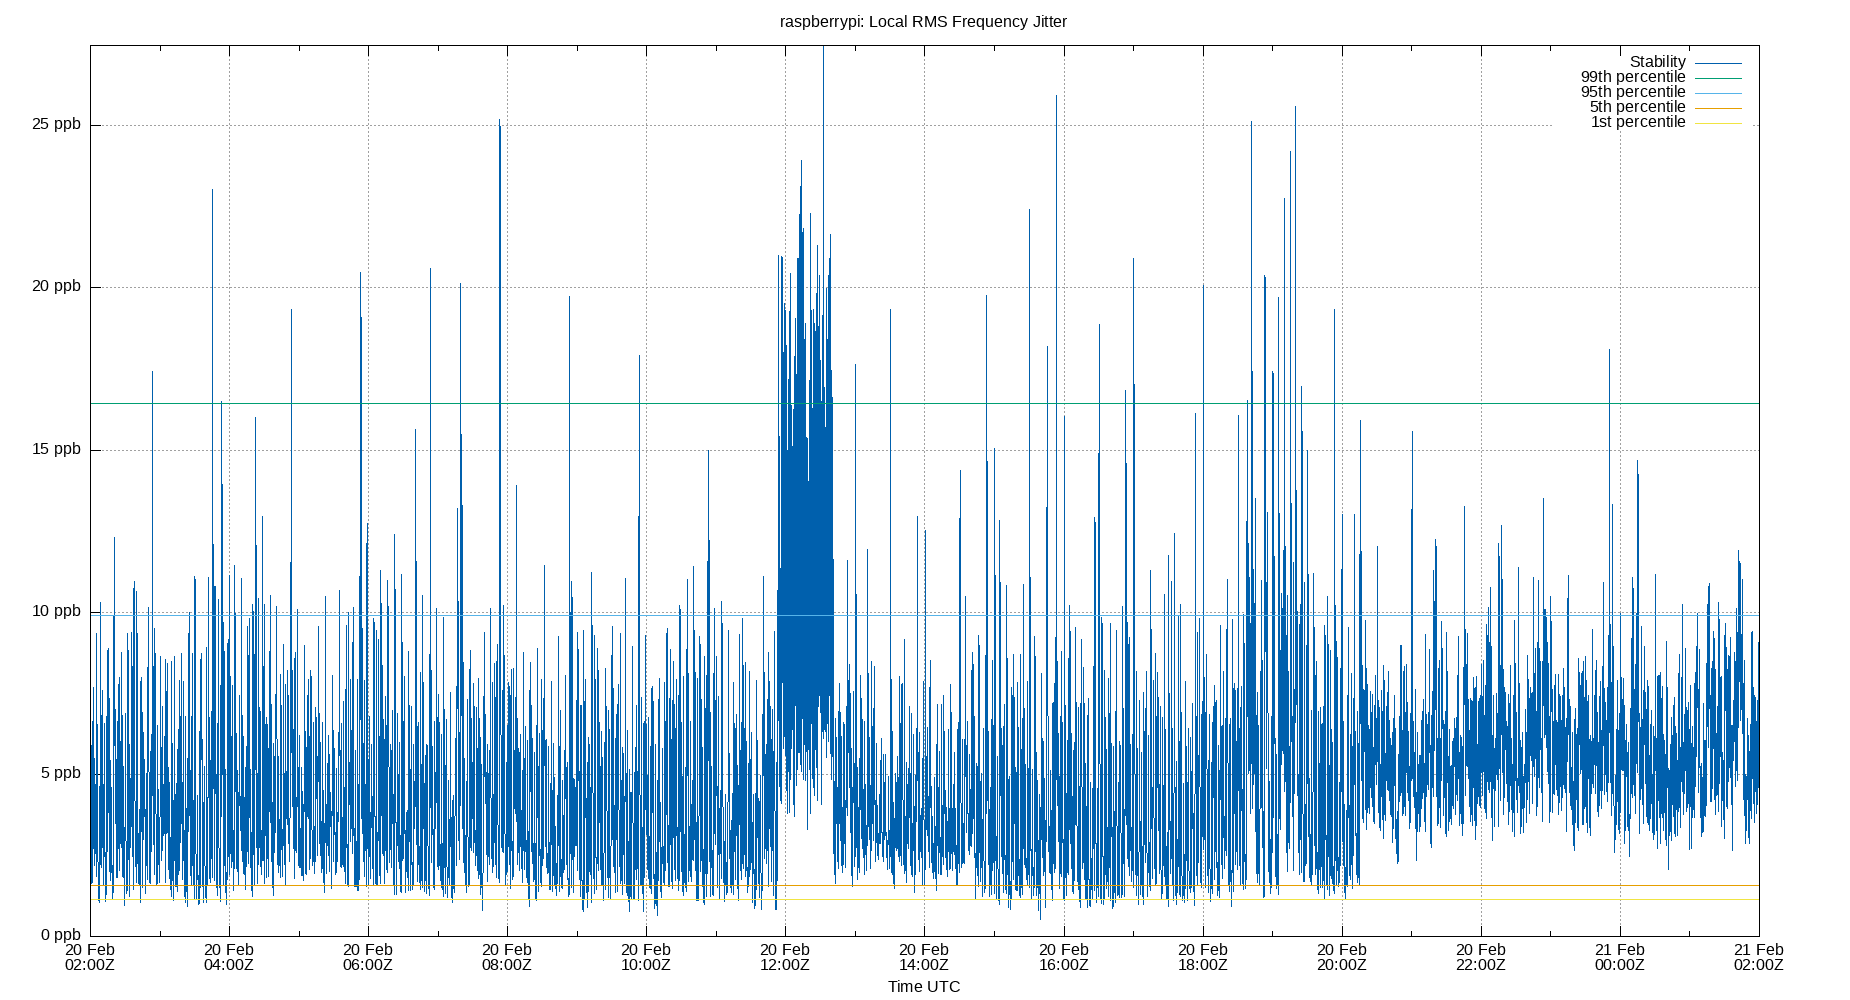 raspberrypi: Local RMS Frequency Jitter
Stability
99th percentile
95th percentile
5th percentile
1st percentile
25 ppb
20 ppb
15 ppb
10 ppb
5 ppb
0 ppb
20 Feb 20 Feb 20 Feb 20 Feb 20 Feb 20 Feb 20 Feb 20 Feb 20 Feb 20 Feb 20 Feb 21 Feb 21 Feb
02:00Z 04:00Z 06:00Z 08:00Z 10:00Z 12:00Z 14:00Z 16:00Z 18:00Z 20:00Z 22:00Z 00:00Z 02:00Z
Time UTC